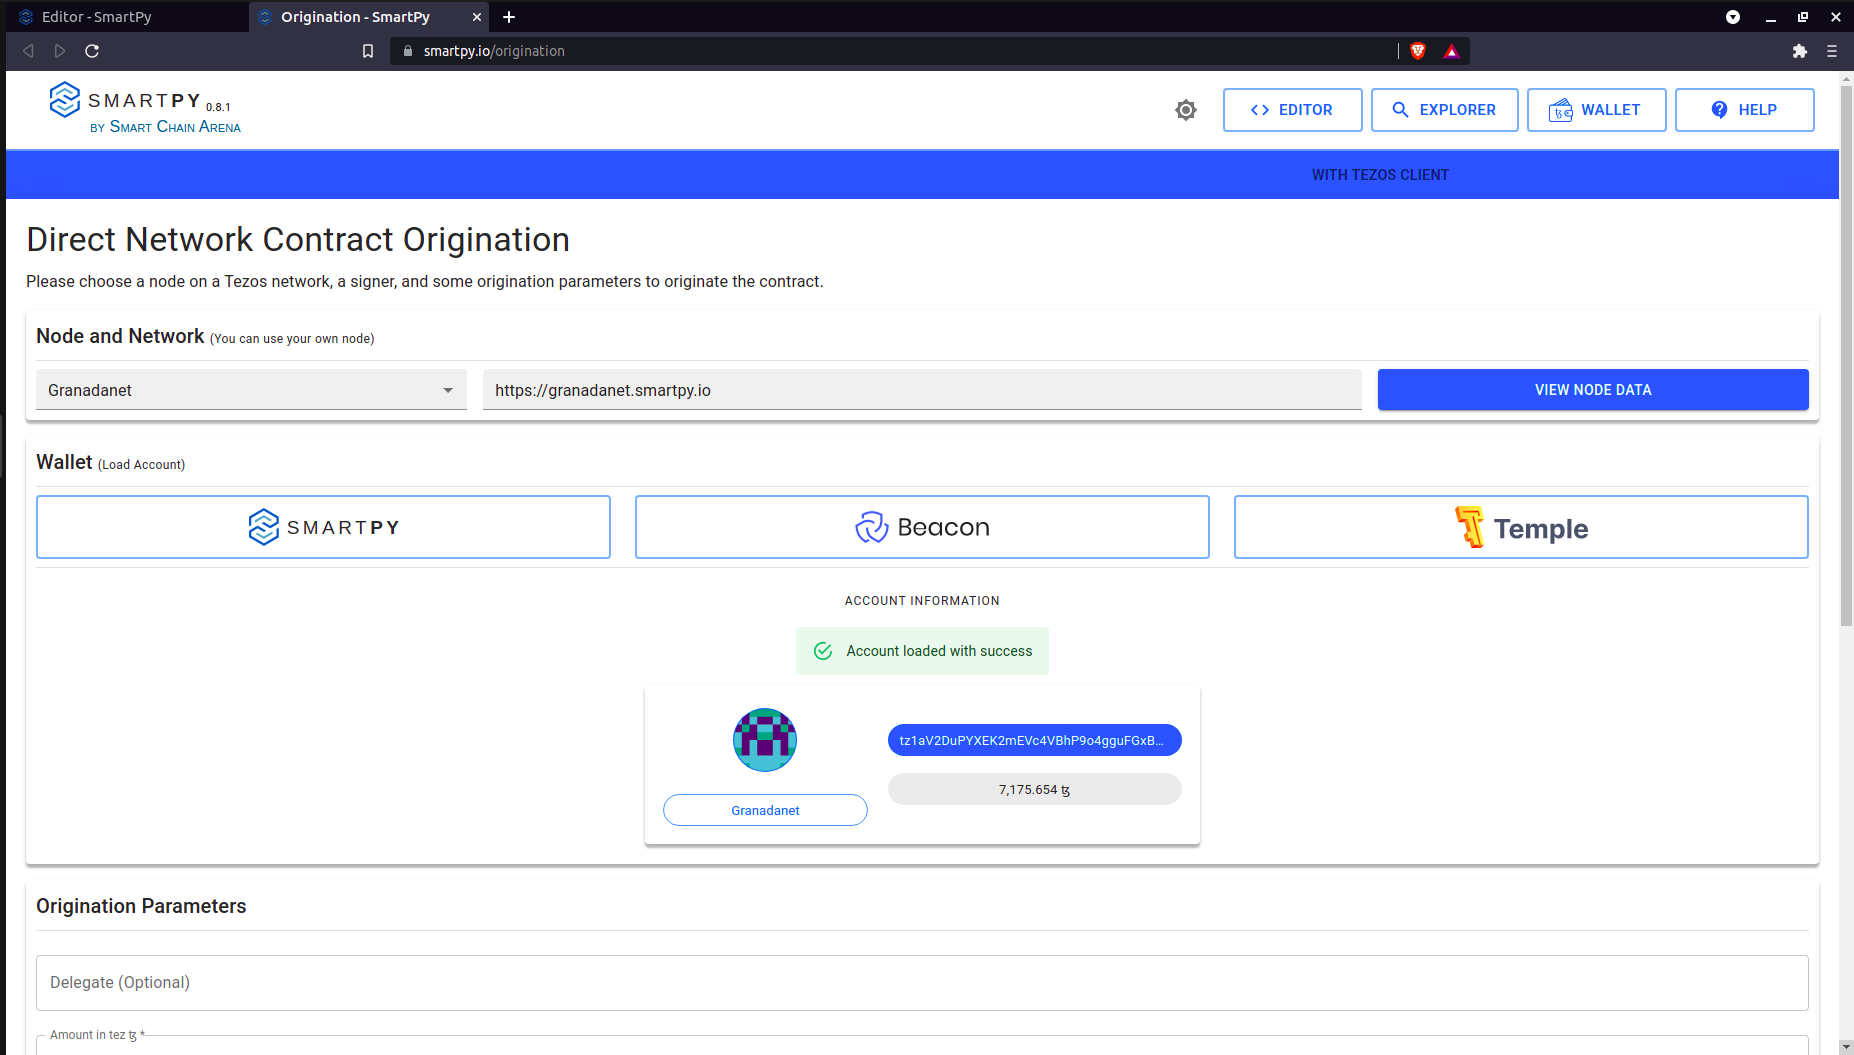 Editor - SmartPy
Origination - SmartPy
smartpy.io/origination
SMARTPY 0.8.1
BY SMART CHAIN ARENA
EDITOR
EXPLORER
WALLET
HELP
WITH TEZOS CLIENT
Direct Network Contract Origination
Please choose a node on a Tezos network, a signer, and some origination parameters to originate the contract.
Node and Network (You can use your own node)
Granadanet
https://granadanet.smartpy.io
VIEW NODE DATA
Wallet (Load Account)
SMARTPY
Beacon
Temple
ACCOUNT INFORMATION
Account loaded with success
tz1aV2DuPYXEK2mEVc4VBhP9o4gguFGxB...
7,175.654 ꜩ
Granadanet
Origination Parameters
Delegate (Optional)
Amount in tez ꜩ *